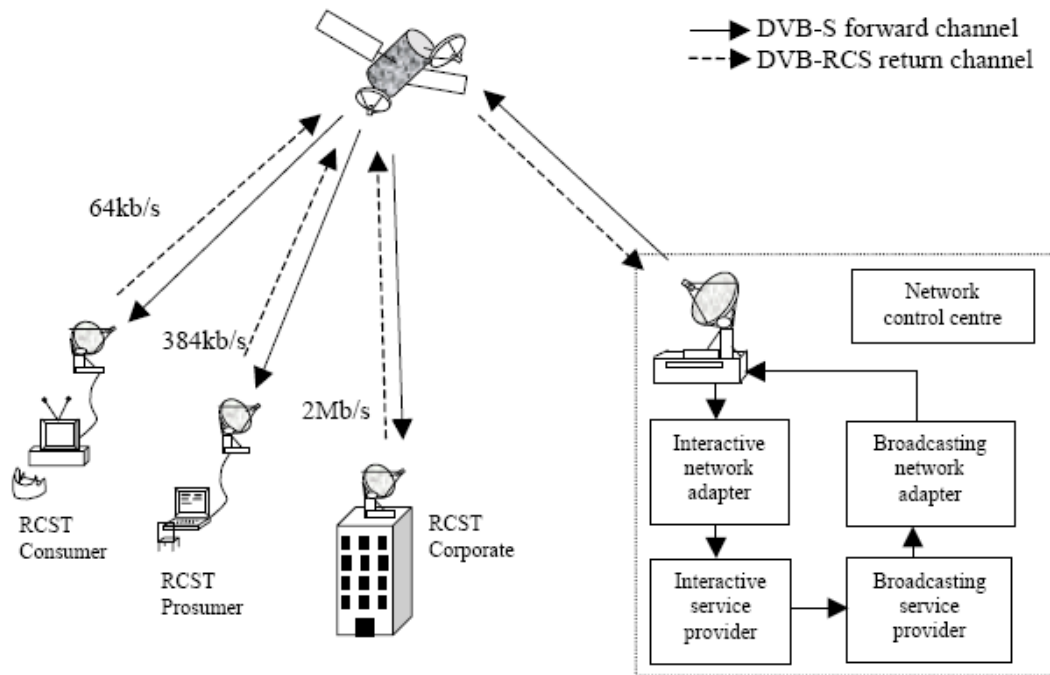 DVB-S forward channel
DVB-RCS return channel
64kb/s
384kb/s
2Mb/s
RCST
Consumer
RCST
Prosumer
RCST
Corporate
Network
control centre
Interactive
network
adapter
Broadcasting
network
adapter
Interactive
service
provider
Broadcasting
service
provider